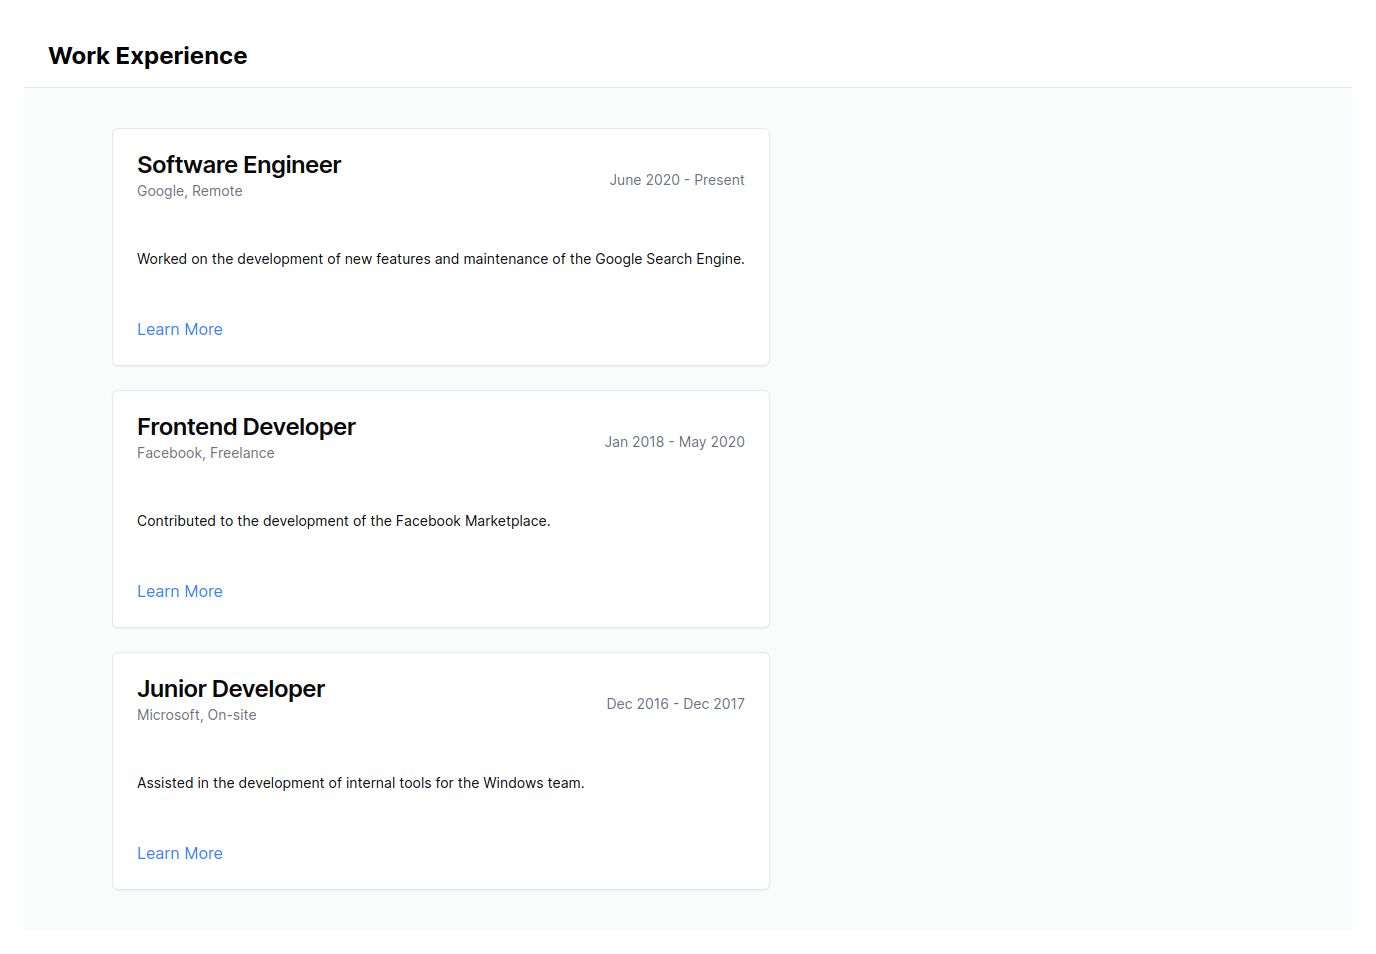 Work Experience
Software Engineer
Google, Remote
June 2020 - Present
Worked on the development of new features and maintenance of the Google Search Engine.
Learn More
Frontend Developer
Facebook, Freelance
Jan 2018 - May 2020
Contributed to the development of the Facebook Marketplace.
Learn More
Junior Developer
Microsoft, On-site
Dec 2016 - Dec 2017
Assisted in the development of internal tools for the Windows team.
Learn More